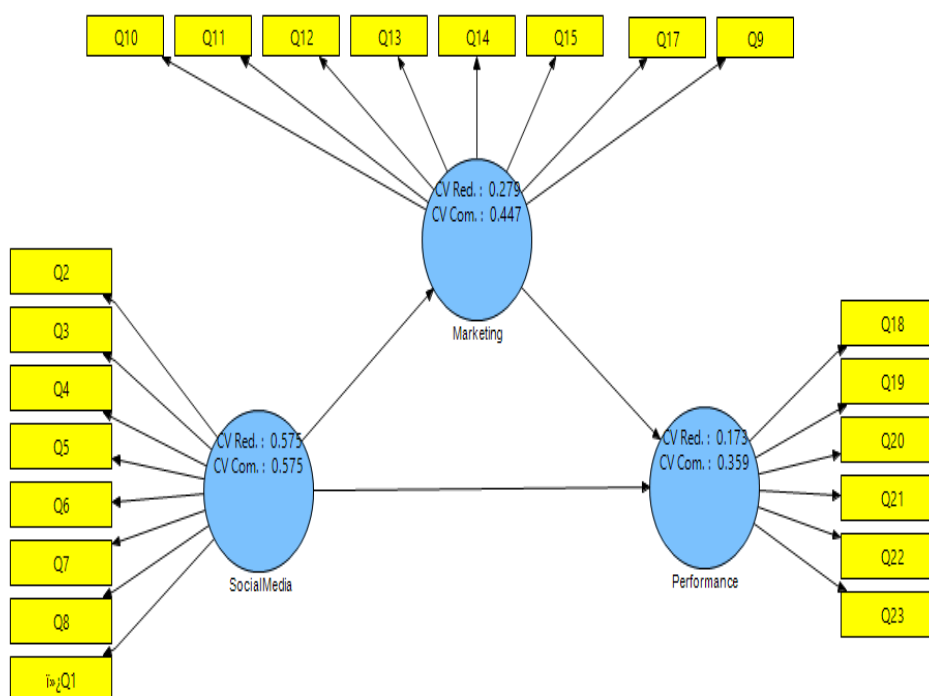 Q10
Q11
Q12
Q13
Q14
Q15
Q17
Q9
CV Red. : 0.279
CV Com. : 0.447
Marketing
Q2
Q3
Q4
Q5
Q6
Q7
Q8
ï»¿Q1
CV Red. : 0.575
CV Com. : 0.575
SocialMedia
CV Red. : 0.173
CV Com. : 0.359
Performance
Q18
Q19
Q20
Q21
Q22
Q23